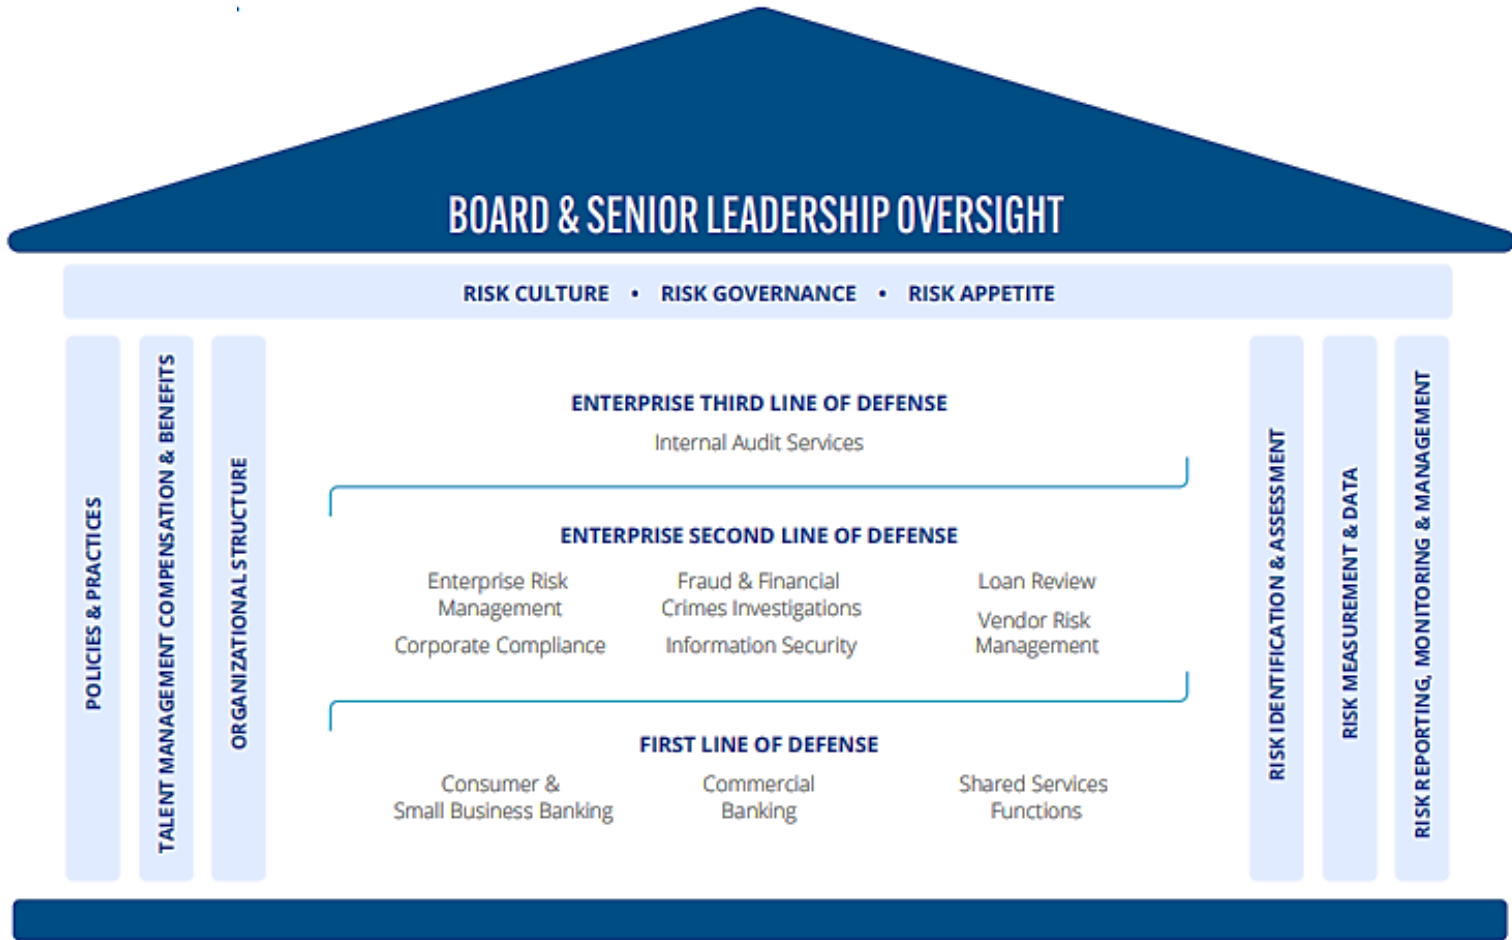 BOARD & SENIOR LEADERSHIP OVERSIGHT
RISK CULTURE • RISK GOVERNANCE • RISK APPETITE
POLICIES & PRACTICES
TALENT MANAGEMENT COMPENSATION & BENEFITS
ORGANIZATIONAL STRUCTURE
ENTERPRISE THIRD LINE OF DEFENSE
Internal Audit Services
ENTERPRISE SECOND LINE OF DEFENSE
Enterprise Risk
Management
Corporate Compliance
Fraud & Financial
Crimes Investigations
Information Security
Loan Review
Vendor Risk
Management
FIRST LINE OF DEFENSE
Consumer &
Small Business Banking
Commercial
Banking
Shared Services
Functions
RISK IDENTIFICATION & ASSESSMENT
RISK MEASUREMENT & DATA
RISK REPORTING, MONITORING & MANAGEMENT